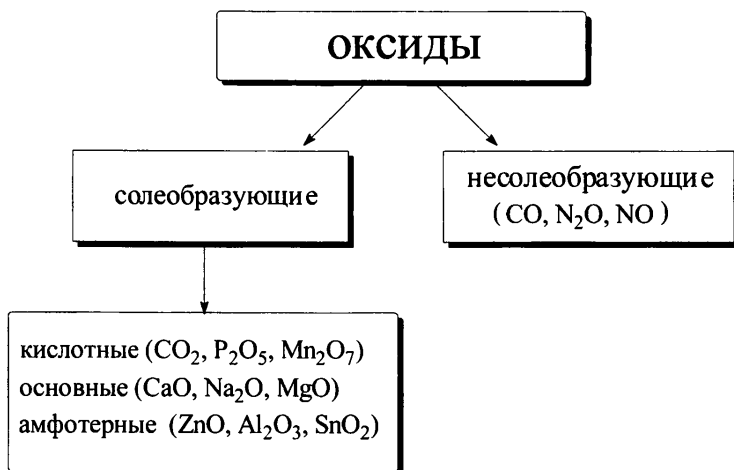 оксиды
солеобразующие
несолеобразующие
(CO, N₂O, NO)
кислотные (CO₂, P₂O₅, Mn₂O₇)
основные (CaO, Na₂O, MgO)
амфотерные (ZnO, Al₂O₃, SnO₂)